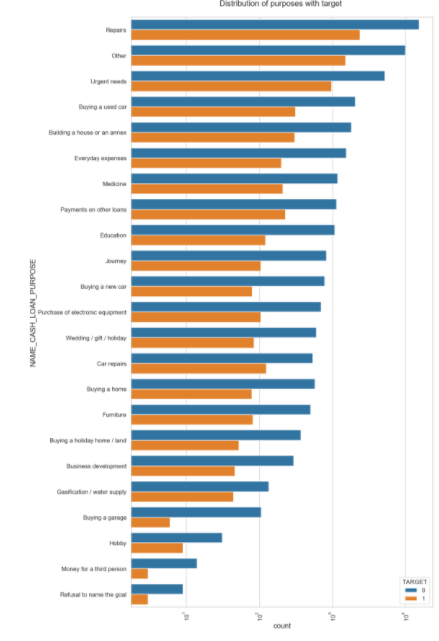 Distribution of purposes with target
NAME_CASH_LOAN_PURPOSE
Repairs
Other
Urgent needs
Buying a used car
Building a house or an annex
Everyday expenses
Medicine
Payments on other loans
Education
Journey
Buying a new car
Purchase of electronic equipment
Wedding / gift / holiday
Car repairs
Buying a home
Furniture
Buying a holiday home / land
Business development
Gasification / water supply
Buying a garage
Hobby
Money for a third person
Refusal to name the goal
count
TARGET
0
1